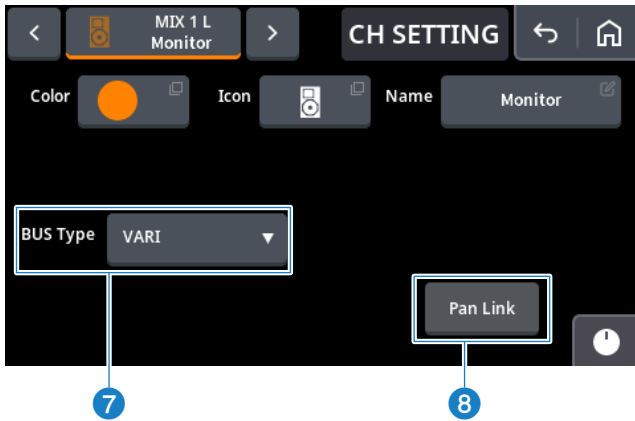 MIX 1 L
Monitor
CH SETTING
Color
Icon
Name
Monitor
BUS Type
VARI
Pan Link
7
8